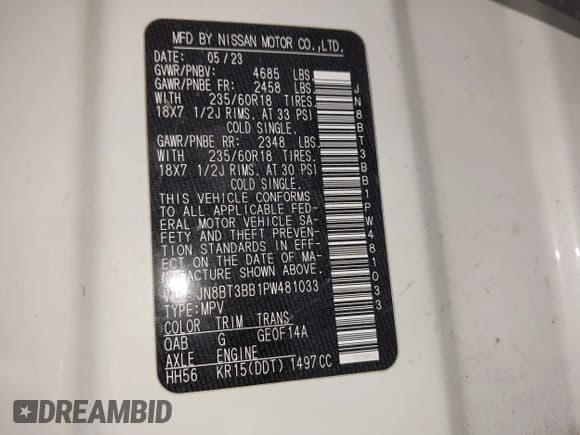 MFD BY NISSAN MOTOR CO.,LTD.
DATE: 05/23
GVWR/PNBV: 4685 LBS.
GAWR/PNBE FR: 2458 LBS.
WITH 235/60R18 TIRES.
18X7 1/2J RIMS. AT 33 PSI
COLD SINGLE.
GAWR/PNBE RR: 2348 LBS.
WITH 235/60R18 TIRES.
18X7 1/2J RIMS. AT 30 PSI
COLD SINGLE.
THIS VEHICLE CONFORMS
TO ALL APPLICABLE FED-
ERAL MOTOR VEHICLE SA-
FETY AND THEFT PREVEN-
TION STANDARDS IN EFF-
ECT ON THE DATE OF MA-
NUFACTURE SHOWN ABOVE.
JN8BT3BB1PW481033
TYPE:MPV
COLOR TRIM TRANS
QAB G GE0F14A
AXLE ENGINE
HH56 KR15(DDT) 1497CC
JN8BT3BB1PW481033
DREAMBID